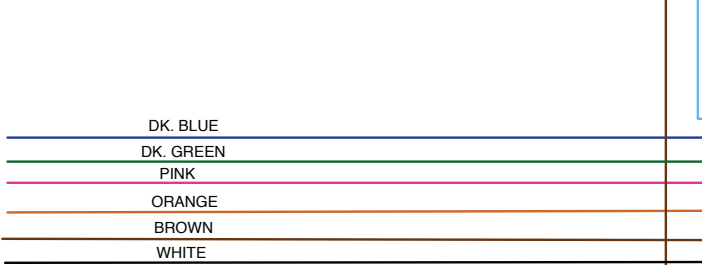 DK. BLUE
DK. GREEN
PINK
ORANGE
BROWN
WHITE